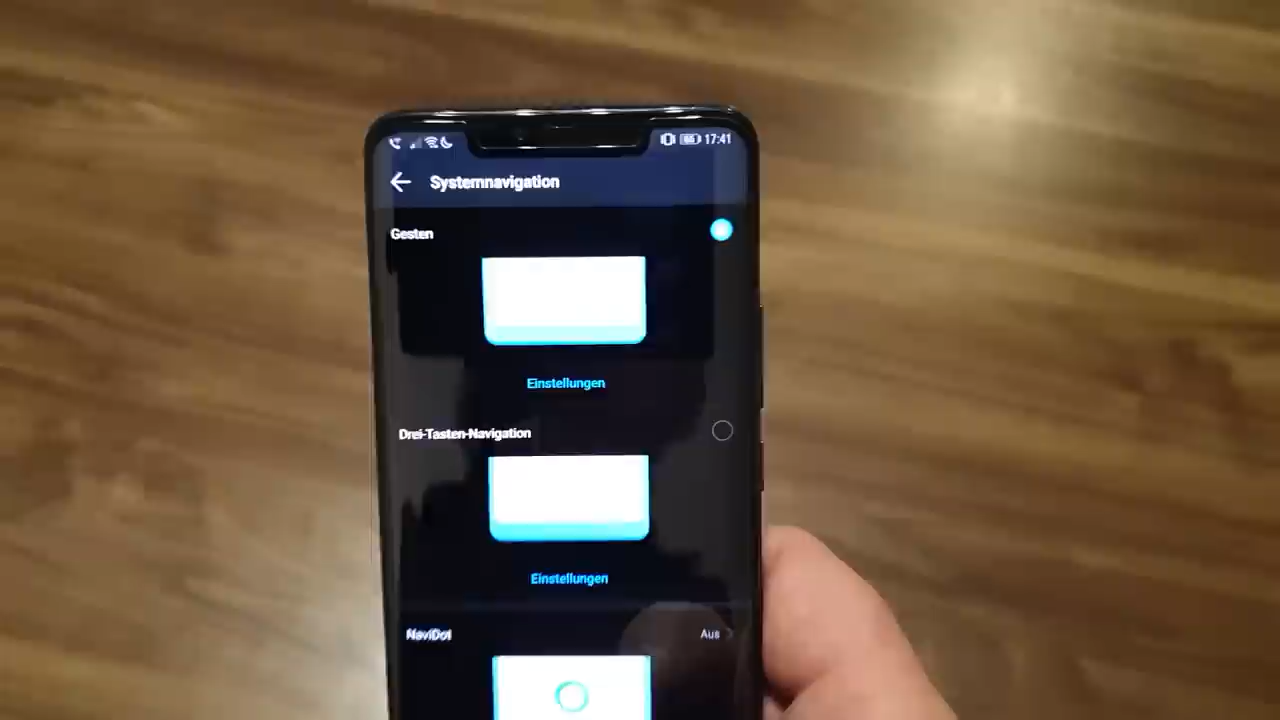 17:41
Systemnavigation
Gesten
Einstellungen
Drei-Tasten-Navigation
Einstellungen
NaviDot
Aus